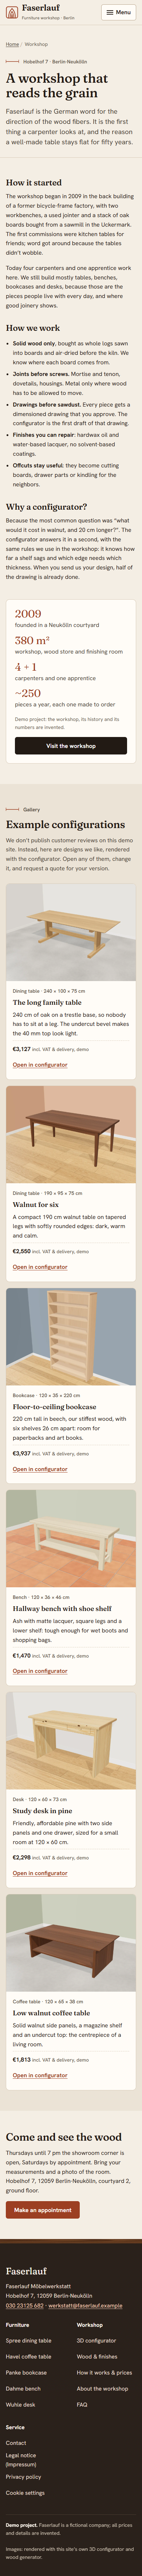 Faserlauf
Furniture workshop · Berlin
Menu
Home / Workshop
Hobelhof 7 · Berlin-Neukölln
A workshop that
reads the grain
Faserlauf is the German word for the
direction of the wood fibers. It is the first
thing a carpenter looks at, and the reason
a well-made table stays flat for fifty years.
How it started
The workshop began in 2009 in the back building
of a former bicycle-frame factory, with two
workbenches, a used jointer and a stack of oak
boards bought from a sawmill in the Uckermark.
The first commissions were kitchen tables for
friends; word got around because the tables
didn't wobble.
Today four carpenters and one apprentice work
here. We still build mostly tables, benches,
bookcases and desks, because those are the
pieces people live with every day, and where
good joinery shows.
How we work
Solid wood only, bought as whole logs sawn
into boards and air-dried before the kiln. We
know where each board comes from.
Joints before screws. Mortise and tenon,
dovetails, housings. Metal only where wood
has to be allowed to move.
Drawings before sawdust. Every piece gets a
dimensioned drawing that you approve. The
configurator is the first draft of that drawing.
Finishes you can repair: hardwax oil and
water-based lacquer, no solvent-based
coatings.
Offcuts stay useful: they become cutting
boards, drawer parts or kindling for the
neighbors.
Why a configurator?
Because the most common question was “what
would it cost in walnut, and 20 cm longer?”. The
configurator answers it in a second, with the
same rules we use in the workshop: it knows how
far a shelf sags and which edge profiles which
thickness. When you send us your design, half of
the drawing is already done.
2009
founded in a Neukölln courtyard
380 m²
workshop, wood store and finishing room
4 + 1
carpenters and one apprentice
~250
pieces a year, each one made to order
Demo project: the workshop, its history and its
numbers are invented.
Visit the workshop
Gallery
Example configurations
We don't publish customer reviews on this demo
site. Instead, here are designs we like, rendered
with the configurator. Open any of them, change
it, and request a quote for your version.
Dining table · 240 × 100 × 75 cm
The long family table
240 cm of oak on a trestle base, so nobody
has to sit at a leg. The undercut bevel makes
the 40 mm top look light.
€3,127 incl. VAT & delivery, demo
Open in configurator
Dining table · 190 × 95 × 75 cm
Walnut for six
A compact 190 cm walnut table on tapered
legs with softly rounded edges: dark, warm
and calm.
€2,550 incl. VAT & delivery, demo
Open in configurator
Bookcase · 120 × 35 × 220 cm
Floor-to-ceiling bookcase
220 cm tall in beech, our stiffest wood, with
six shelves 26 cm apart: room for
paperbacks and art books.
€3,937 incl. VAT & delivery, demo
Open in configurator
Bench · 120 × 36 × 46 cm
Hallway bench with shoe shelf
Ash with matte lacquer, square legs and a
lower shelf: tough enough for wet boots and
shopping bags.
€1,470 incl. VAT & delivery, demo
Open in configurator
Desk · 120 × 60 × 73 cm
Study desk in pine
Friendly, affordable pine with two side
panels and one drawer, sized for a small
room at 120 × 60 cm.
€2,298 incl. VAT & delivery, demo
Open in configurator
Coffee table · 120 × 65 × 38 cm
Low walnut coffee table
Solid walnut side panels, a magazine shelf
and an undercut top: the centrepiece of a
living room.
€1,813 incl. VAT & delivery, demo
Open in configurator
Come and see the wood
Thursdays until 7 pm the showroom corner is
open, Saturdays by appointment. Bring your
measurements and a photo of the room.
Hobelhof 7, 12059 Berlin-Neukölln, courtyard 2,
ground floor.
Make an appointment
Faserlauf
Faserlauf Möbelwerkstatt
Hobelhof 7, 12059 Berlin-Neukölln
030 23125 682 · werkstatt@faserlauf.example
Furniture
Spree dining table
Havel coffee table
Panke bookcase
Dahme bench
Wuhle desk
Workshop
3D configurator
Wood & finishes
How it works & prices
About the workshop
FAQ
Service
Contact
Legal notice
(Impressum)
Privacy policy
Cookie settings
Demo project. Faserlauf is a fictional company; all prices
and details are invented.
Images: rendered with this site's own 3D configurator and
wood generator.